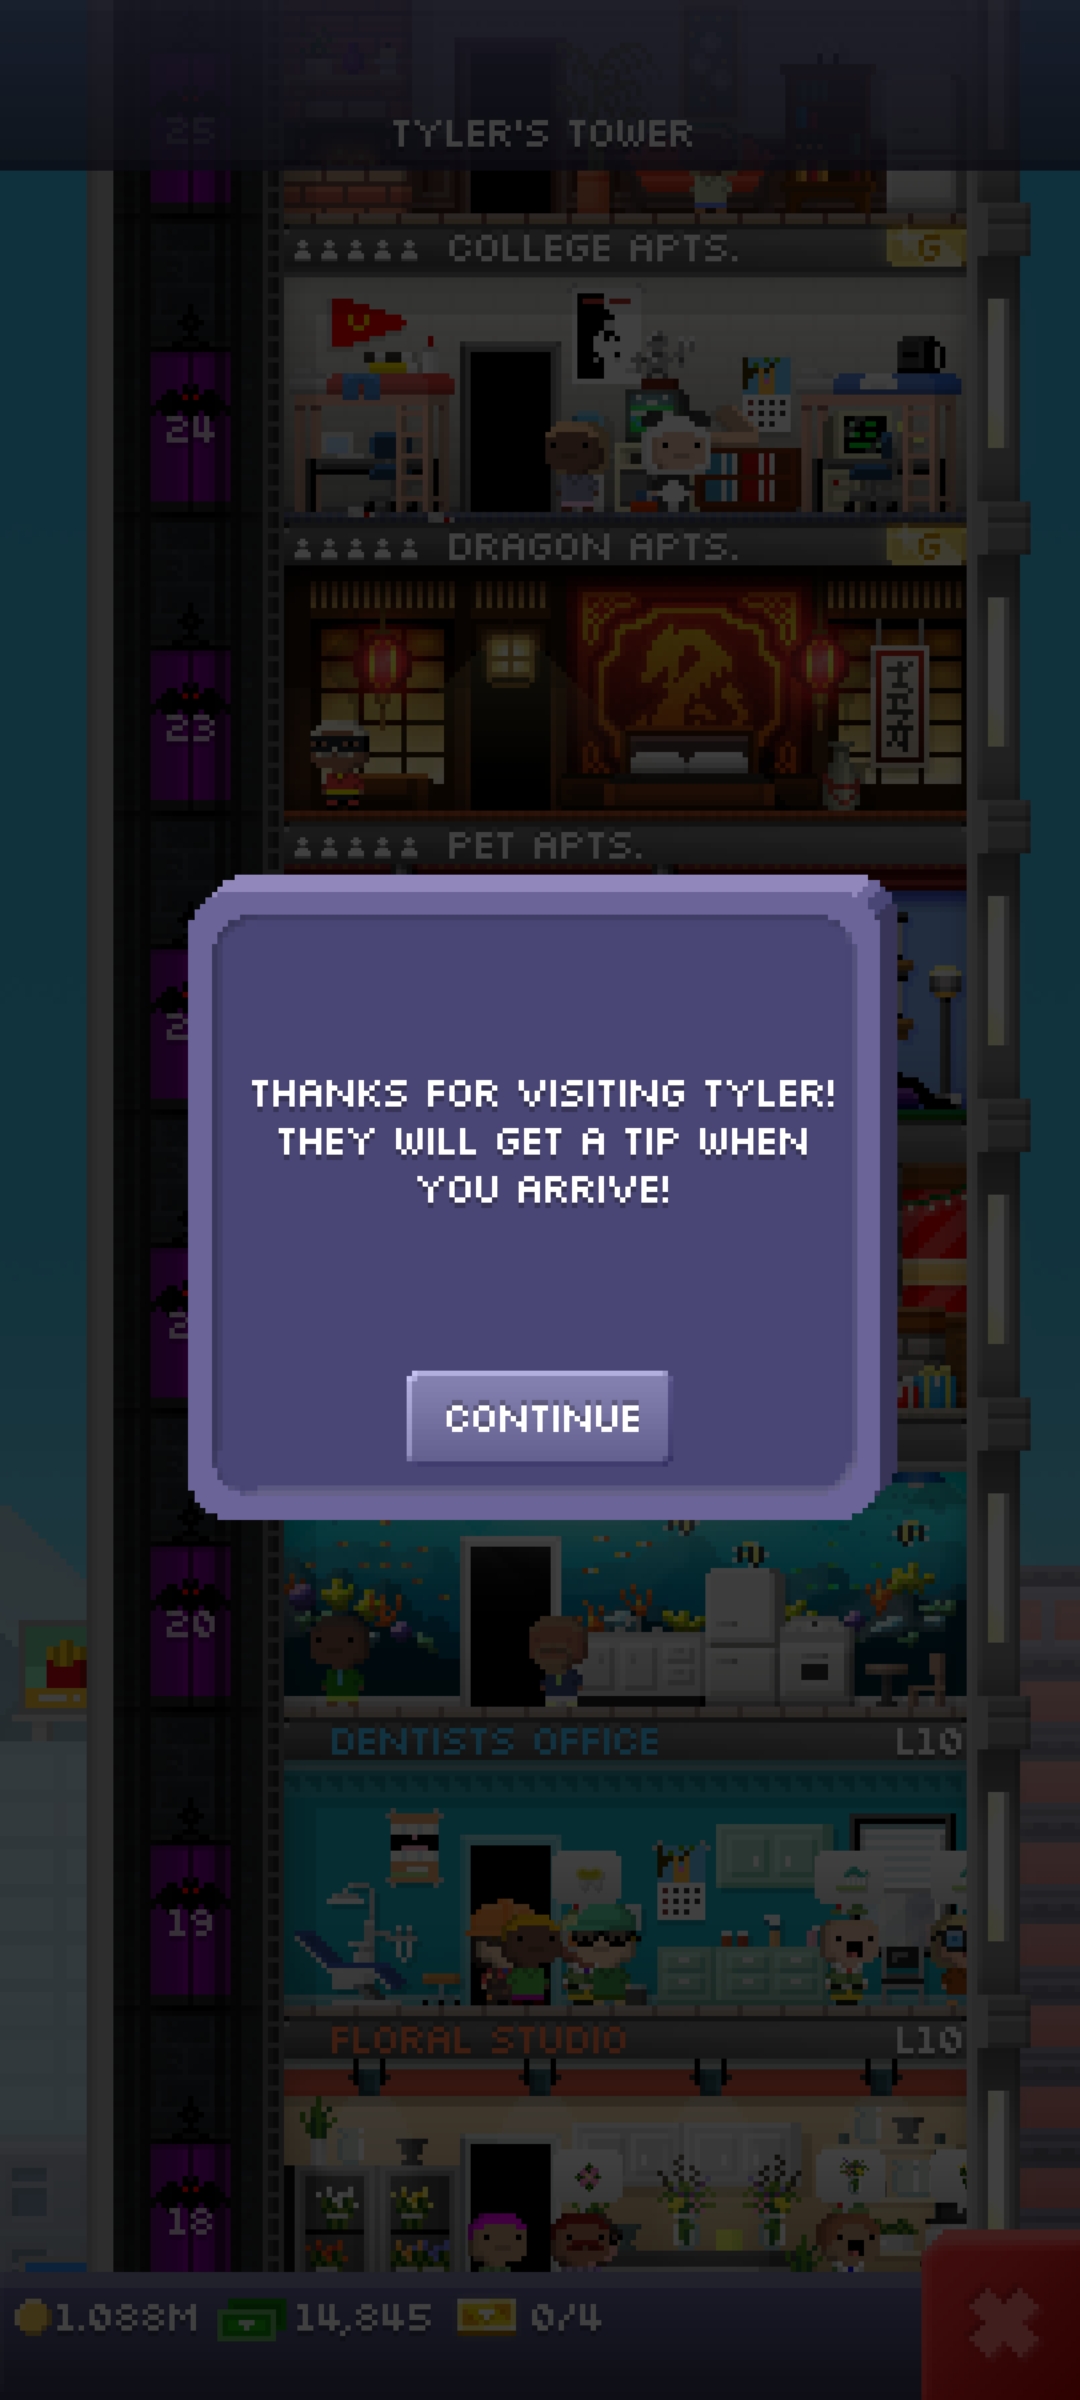 TYLER'S TOWER
25
COLLEGE APTS. G
24
DRAGON APTS. G
23
PET APTS.
2
THANKS FOR VISITING TYLER!
THEY WILL GET A TIP WHEN
YOU ARRIVE!
2
CONTINUE
20
DENTISTS OFFICE L10
19
FLORAL STUDIO L10
18
1.088M 14,845 0/4